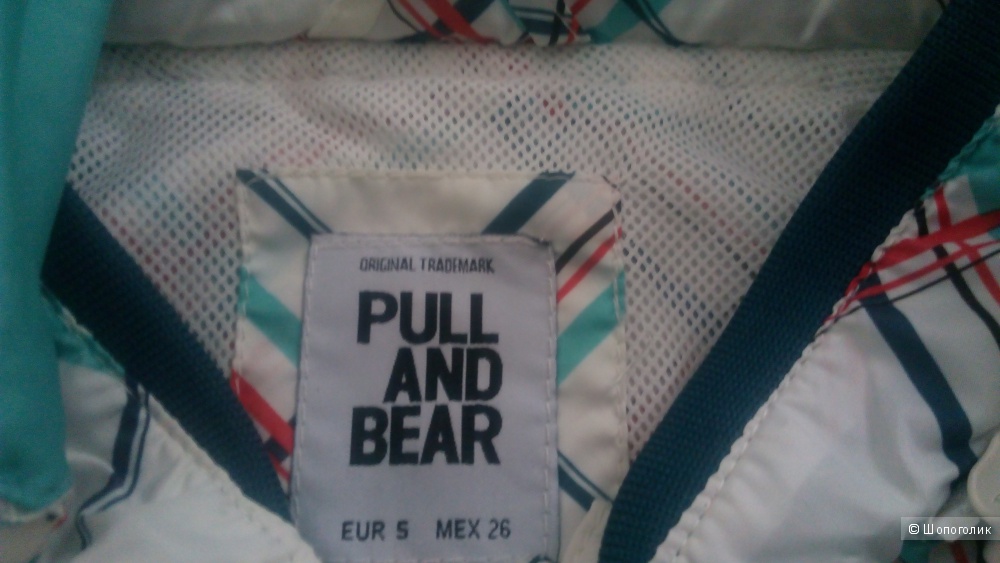 ORIGINAL TRADEMARK
PULL
AND
BEAR
EUR S MEX 26
© Шопоголик